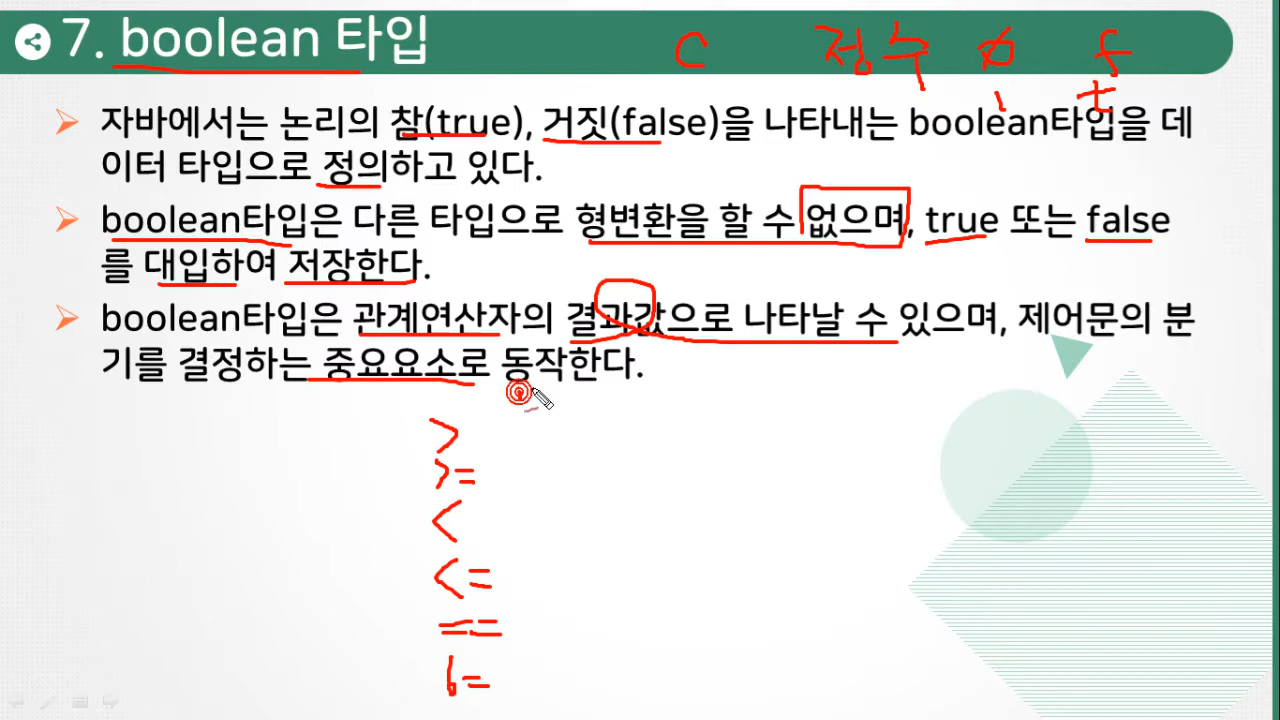 7. boolean 타입
C 정수 0 f
1 t
자바에서는 논리의 참(true), 거짓(false)을 나타내는 boolean타입을 데
이터 타입으로 정의하고 있다.
boolean타입은 다른 타입으로 형변환을 할 수 없으며, true 또는 false
를 대입하여 저장한다.
boolean타입은 관계연산자의 결과값으로 나타날 수 있으며, 제어문의 분
기를 결정하는 중요요소로 동작한다.
>
>=
<
<=
==